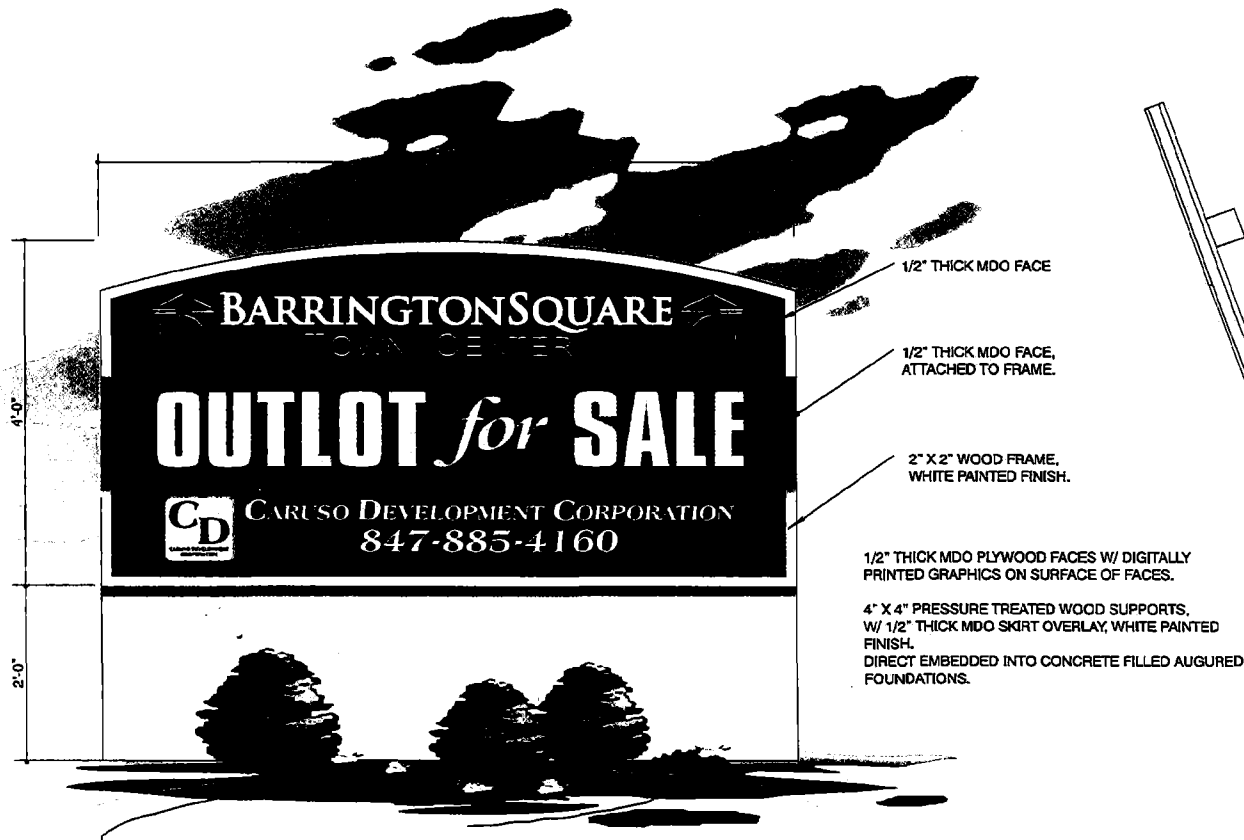 BARRINGTONSQUARE
TOWN CENTER
OUTLOT for SALE
CD
CARUSO DEVELOPMENT
CORPORATION
CARUSO DEVELOPMENT CORPORATION
847-885-4160
4'-0"
2'-0"
1/2" THICK MDO FACE
1/2" THICK MDO FACE,
ATTACHED TO FRAME.
2" X 2" WOOD FRAME,
WHITE PAINTED FINISH.
1/2" THICK MDO PLYWOOD FACES W/ DIGITALLY
PRINTED GRAPHICS ON SURFACE OF FACES.
4" X 4" PRESSURE TREATED WOOD SUPPORTS,
W/ 1/2" THICK MDO SKIRT OVERLAY, WHITE PAINTED
FINISH.
DIRECT EMBEDDED INTO CONCRETE FILLED AUGURED
FOUNDATIONS.